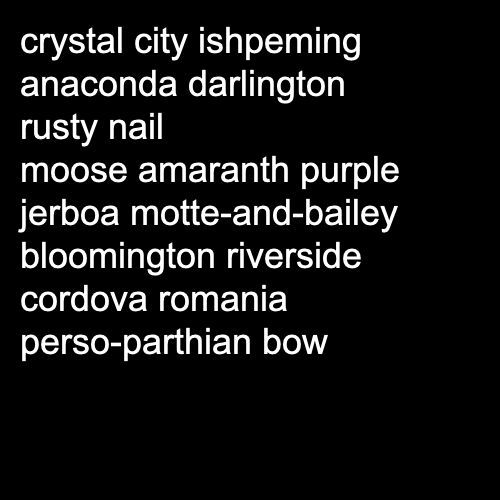 crystal city ishpeming
anaconda darlington
rusty nail
moose amaranth purple
jerboa motte-and-bailey
bloomington riverside
cordova romania
perso-parthian bow